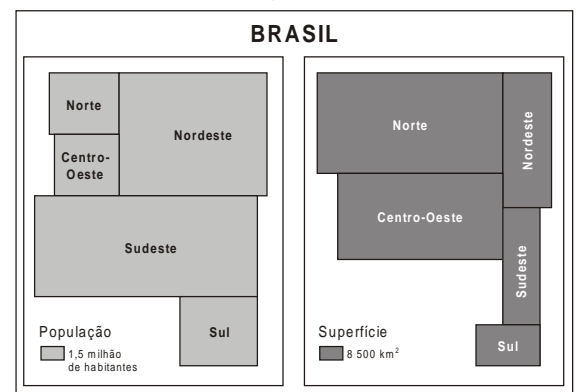 BRASIL
Norte
Nordeste
Centro-
Oeste
Sudeste
Sul
População
1,5 milhão
de habitantes
Norte
Nordeste
Centro-Oeste
Sudeste
Sul
Superfície
8 500 km²